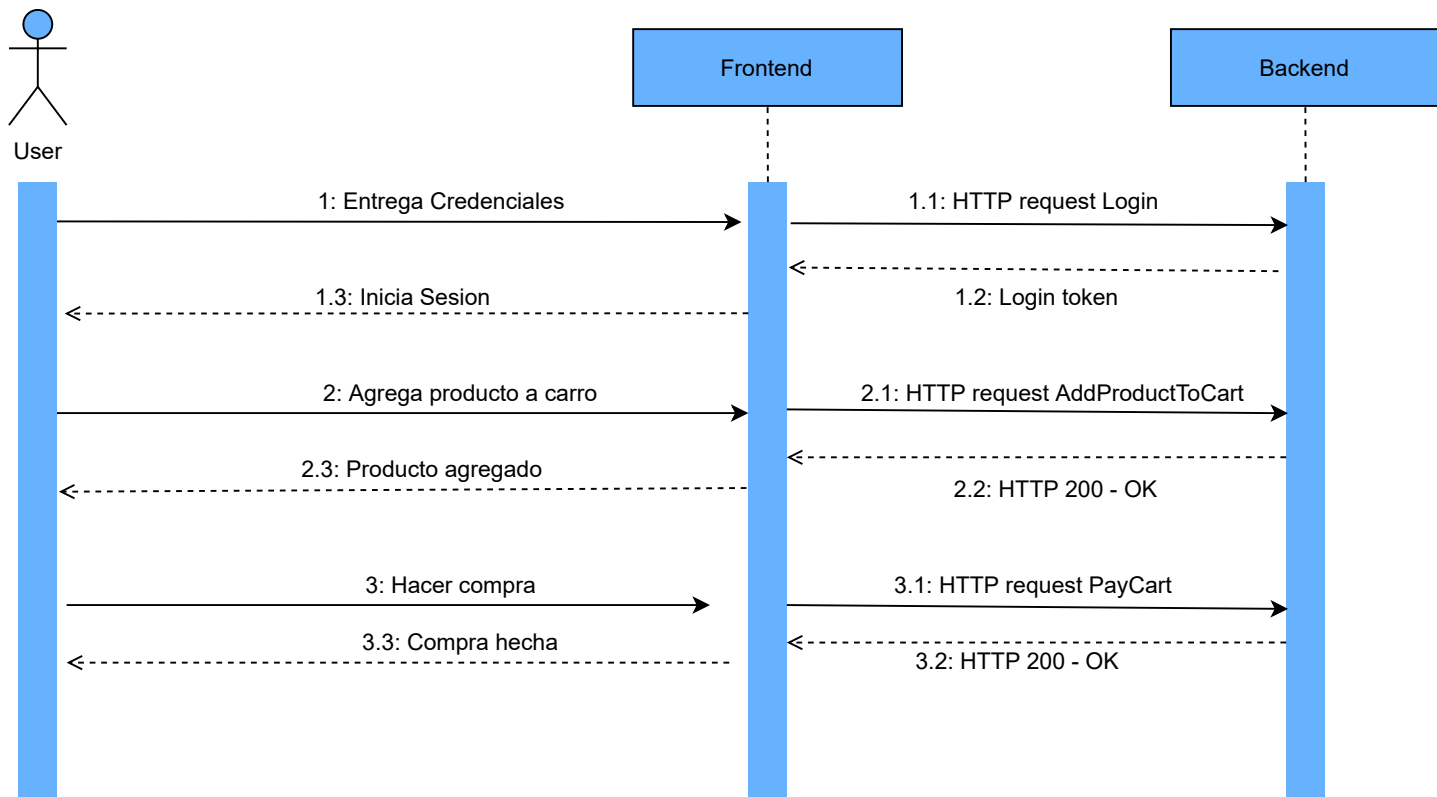 Frontend
Backend
User
1: Entrega Credenciales
1.1: HTTP request Login
1.3: Inicia Sesion
1.2: Login token
2: Agrega producto a carro
2.1: HTTP request AddProductToCart
2.3: Producto agregado
2.2: HTTP 200 - OK
3: Hacer compra
3.1: HTTP request PayCart
3.3: Compra hecha
3.2: HTTP 200 - OK